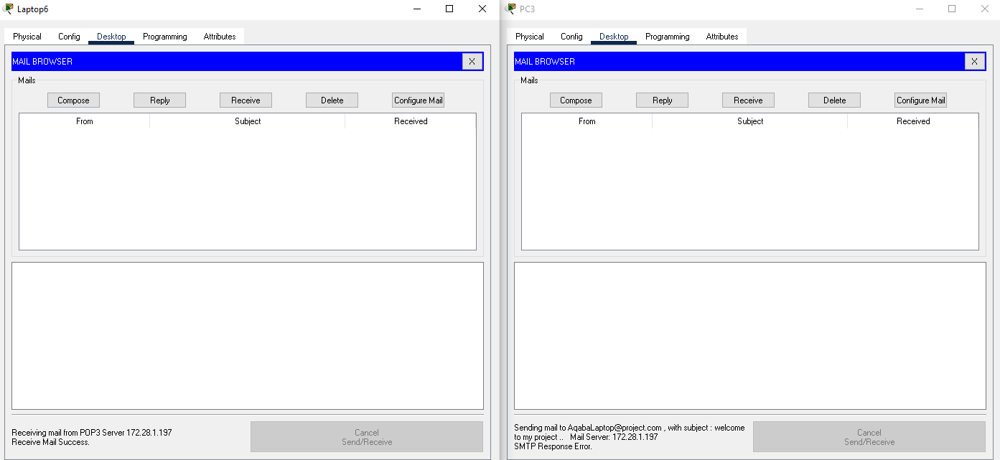 Laptop6
Physical Config Desktop Programming Attributes
MAIL BROWSER X
Mails
Compose Reply Receive Delete Configure Mail
From Subject Received
Receiving mail from POP3 Server 172.28.1.197
Receive Mail Success.
Cancel
Send/Receive
PC3
Physical Config Desktop Programming Attributes
MAIL BROWSER X
Mails
Compose Reply Receive Delete Configure Mail
From Subject Received
Sending mail to AqabaLaptop@project.com , with subject : welcome
to my project .. Mail Server: 172.28.1.197
SMTP Response Error.
Cancel
Send/Receive